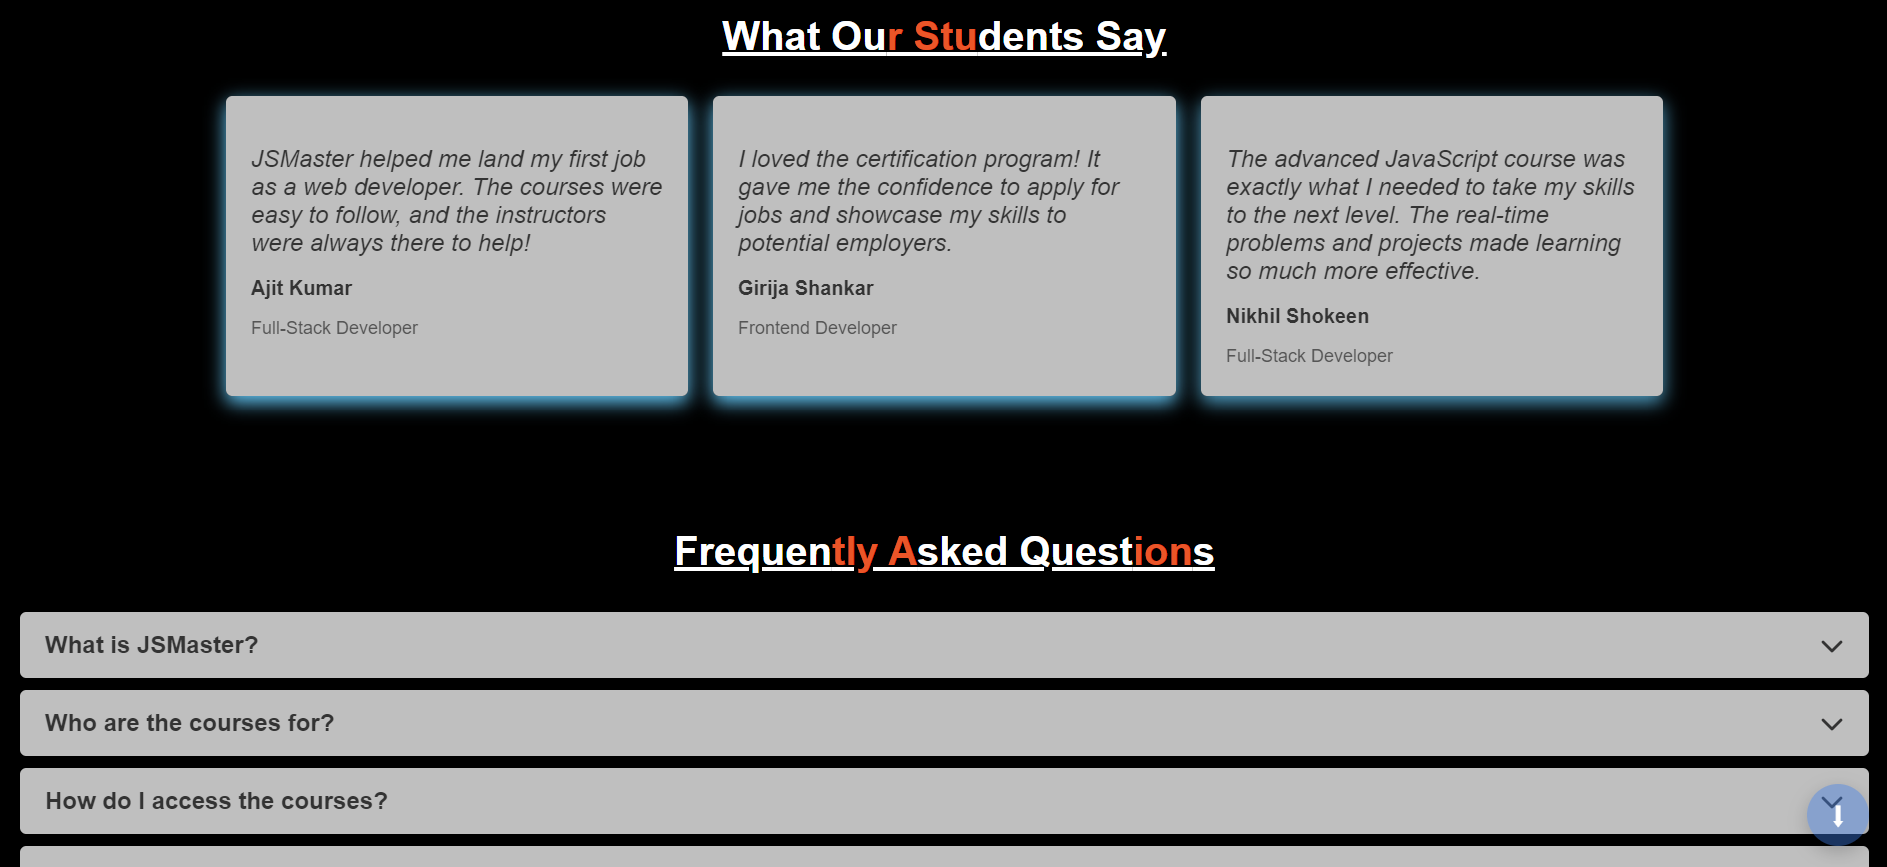 What Our Students Say
JSMaster helped me land my first job
as a web developer. The courses were
easy to follow, and the instructors
were always there to help!
Ajit Kumar
Full-Stack Developer
I loved the certification program! It
gave me the confidence to apply for
jobs and showcase my skills to
potential employers.
Girija Shankar
Frontend Developer
The advanced JavaScript course was
exactly what I needed to take my skills
to the next level. The real-time
problems and projects made learning
so much more effective.
Nikhil Shokeen
Full-Stack Developer
Frequently Asked Questions
What is JSMaster?
Who are the courses for?
How do I access the courses?